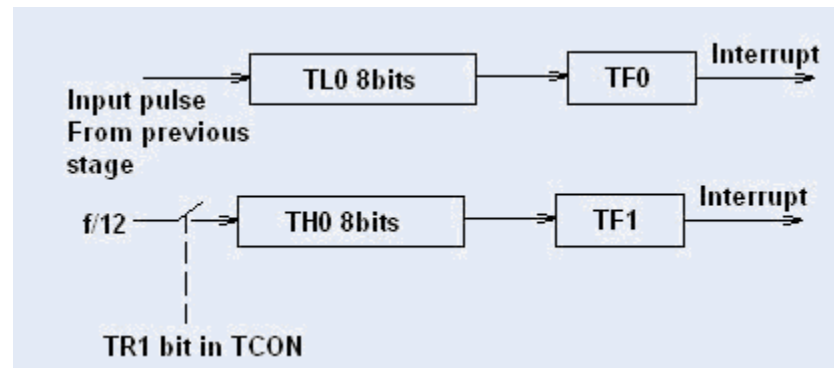 Interrupt
TL0 8bits
TF0
Input pulse
From previous
stage
Interrupt
f/12
TH0 8bits
TF1
TR1 bit in TCON